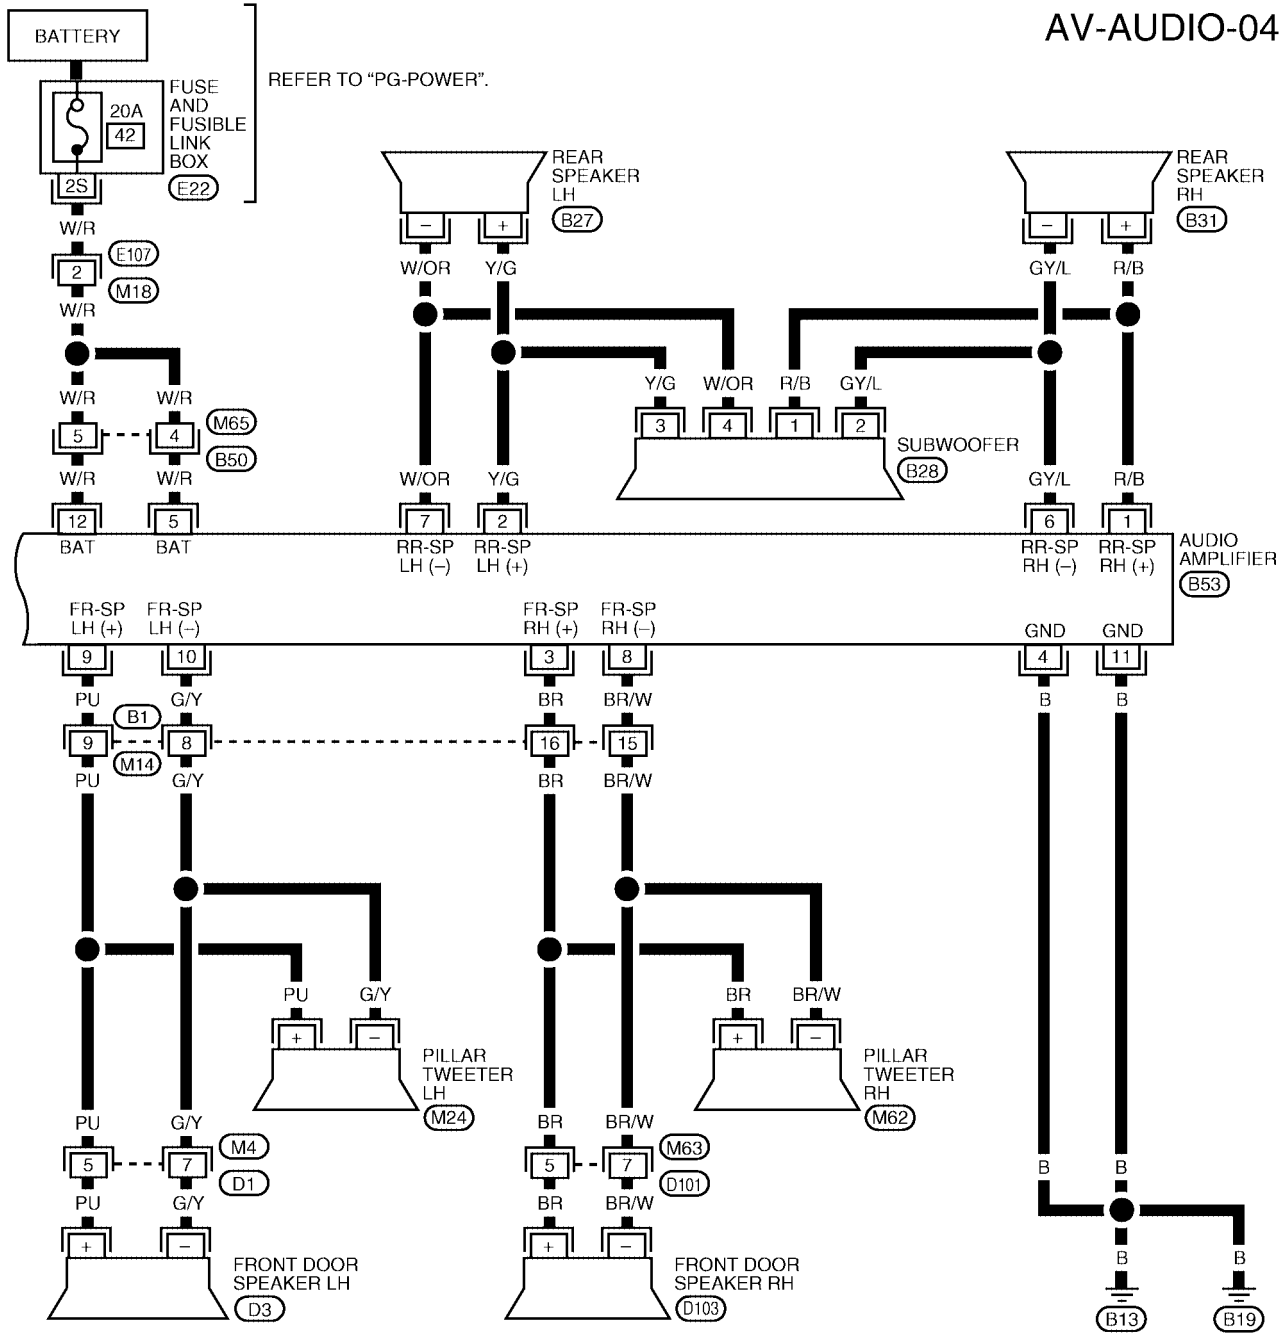 AV-AUDIO-04
BATTERY
REFER TO “PG-POWER”.
20A
42
FUSE
AND
FUSIBLE
LINK
BOX
E22
2S
W/R
2
E107
M18
W/R
W/R W/R
5 4
M65
B50
W/R W/R
12 5
BAT BAT
REAR
SPEAKER
LH
B27
− +
W/OR Y/G
REAR
SPEAKER
RH
B31
− +
GY/L R/B
Y/G W/OR R/B GY/L
3 4 1 2
SUBWOOFER
B28
W/OR Y/G
7 2
RR-SP RR-SP
LH (−) LH (+)
GY/L R/B
6 1
RR-SP RR-SP
RH (−) RH (+)
AUDIO
AMPLIFIER
B53
FR-SP FR-SP
LH (+) LH (−)
9 10
FR-SP FR-SP
RH (+) RH (−)
3 8
GND GND
4 11
PU G/Y BR BR/W B B
B1
9 8 16 15
M14
PU G/Y BR BR/W
PU G/Y
+ −
PILLAR
TWEETER
LH
M24
BR BR/W
+ −
PILLAR
TWEETER
RH
M62
PU G/Y
5 7
M4
D1
PU G/Y
+ −
FRONT DOOR
SPEAKER LH
D3
BR BR/W
5 7
M63
D101
BR BR/W
+ −
FRONT DOOR
SPEAKER RH
D103
B B
B B
B13 B19